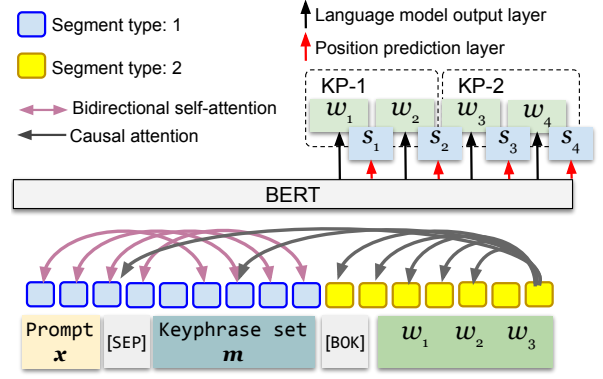 Segment type: 1
Segment type: 2
Bidirectional self-attention
Causal attention
Language model output layer
Position prediction layer
KP-1 KP-2
w1 w2 w3 w4
s1 s2 s3 s4
BERT
Prompt [SEP] Keyphrase set [BOK] w1 w2 w3
x m